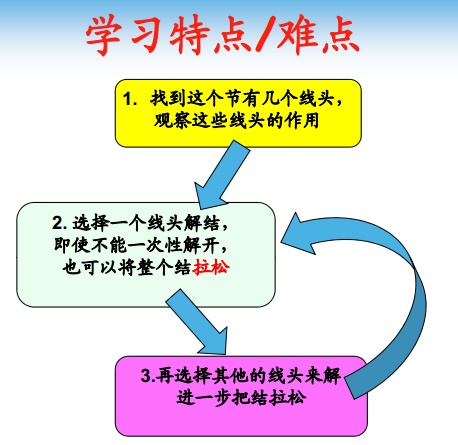 学习特点/难点
1. 找到这个节有几个线头，
观察这些线头的作用
2. 选择一个线头解结，
即使不能一次性解开，
也可以将整个结拉松
3.再选择其他的线头来解
进一步把结拉松